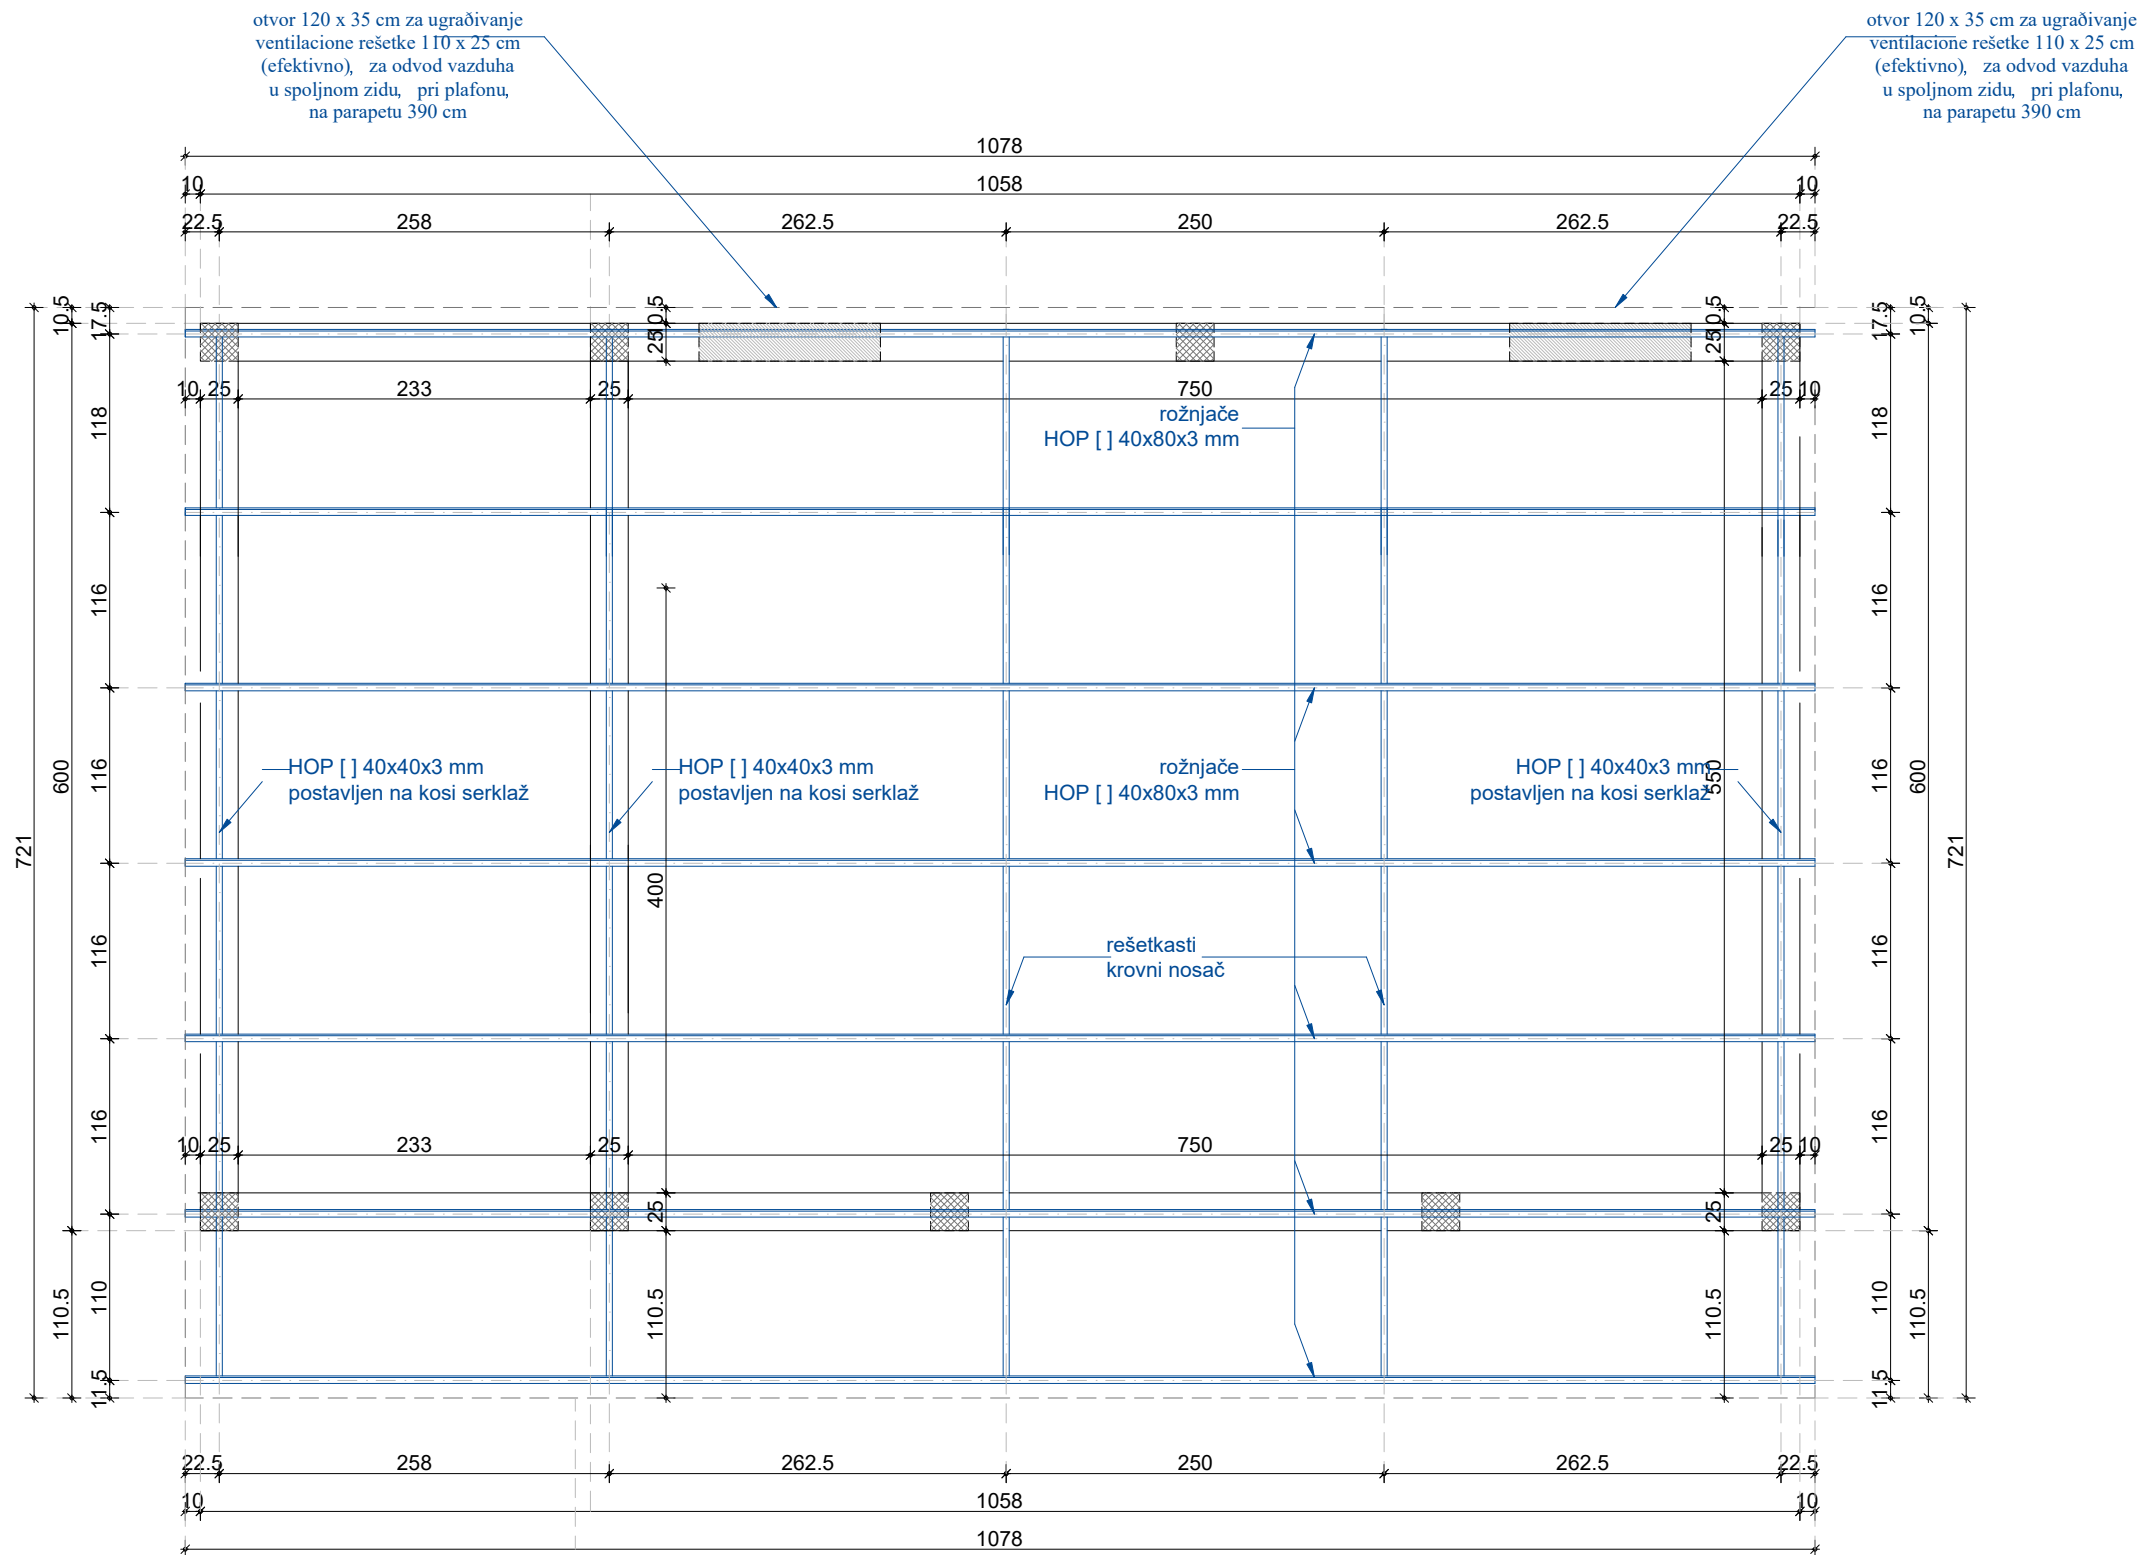 otvor 120 x 35 cm za ugraðivanje
ventilacione rešetke 110 x 25 cm
(efektivno), za odvod vazduha
u spoljnom zidu, pri plafonu,
na parapetu 390 cm
otvor 120 x 35 cm za ugraðivanje
ventilacione rešetke 110 x 25 cm
(efektivno), za odvod vazduha
u spoljnom zidu, pri plafonu,
na parapetu 390 cm
1078
10 1058 10
22.5 258 262.5 250 262.5 22.5
10.5 17.5 25 10.5 25 10.5 17.5 10.5
10 25 233 25 750 25 10
118 118
rožnjače
HOP [ ] 40x80x3 mm
116 116
600 116 550 116 600
HOP [ ] 40x40x3 mm
postavljen na kosi serklaž
HOP [ ] 40x40x3 mm
postavljen na kosi serklaž
rožnjače
HOP [ ] 40x80x3 mm
HOP [ ] 40x40x3 mm
postavljen na kosi serklaž
721 400 721
116 116
rešetkasti
krovni nosač
116 116
10 25 233 25 750 25 10
25 25
110.5 110 110.5 110.5 110 110.5
11.5 11.5
22.5 258 262.5 250 262.5 22.5
10 1058 10
1078